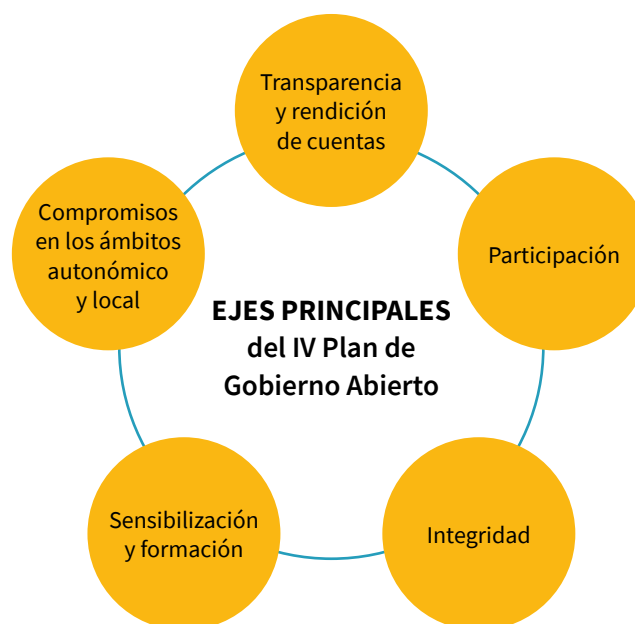 Transparencia
y rendición
de cuentas
Compromisos
en los ámbitos
autonómico
y local
Participación
EJES PRINCIPALES
del IV Plan de
Gobierno Abierto
Sensibilización
y formación
Integridad